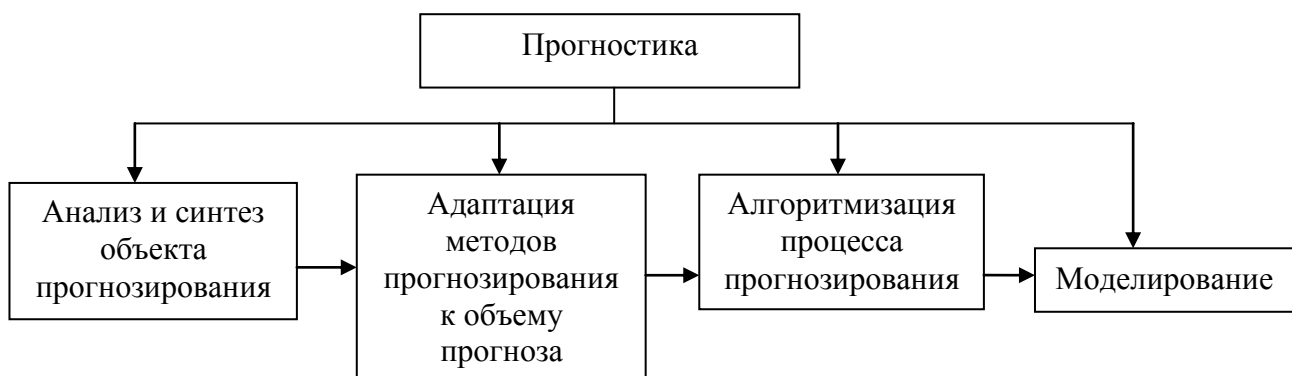 Прогностика
Анализ и синтез
объекта
прогнозирования
Адаптация
методов
прогнозирования
к объему
прогноза
Алгоритмизация
процесса
прогнозирования
Моделирование